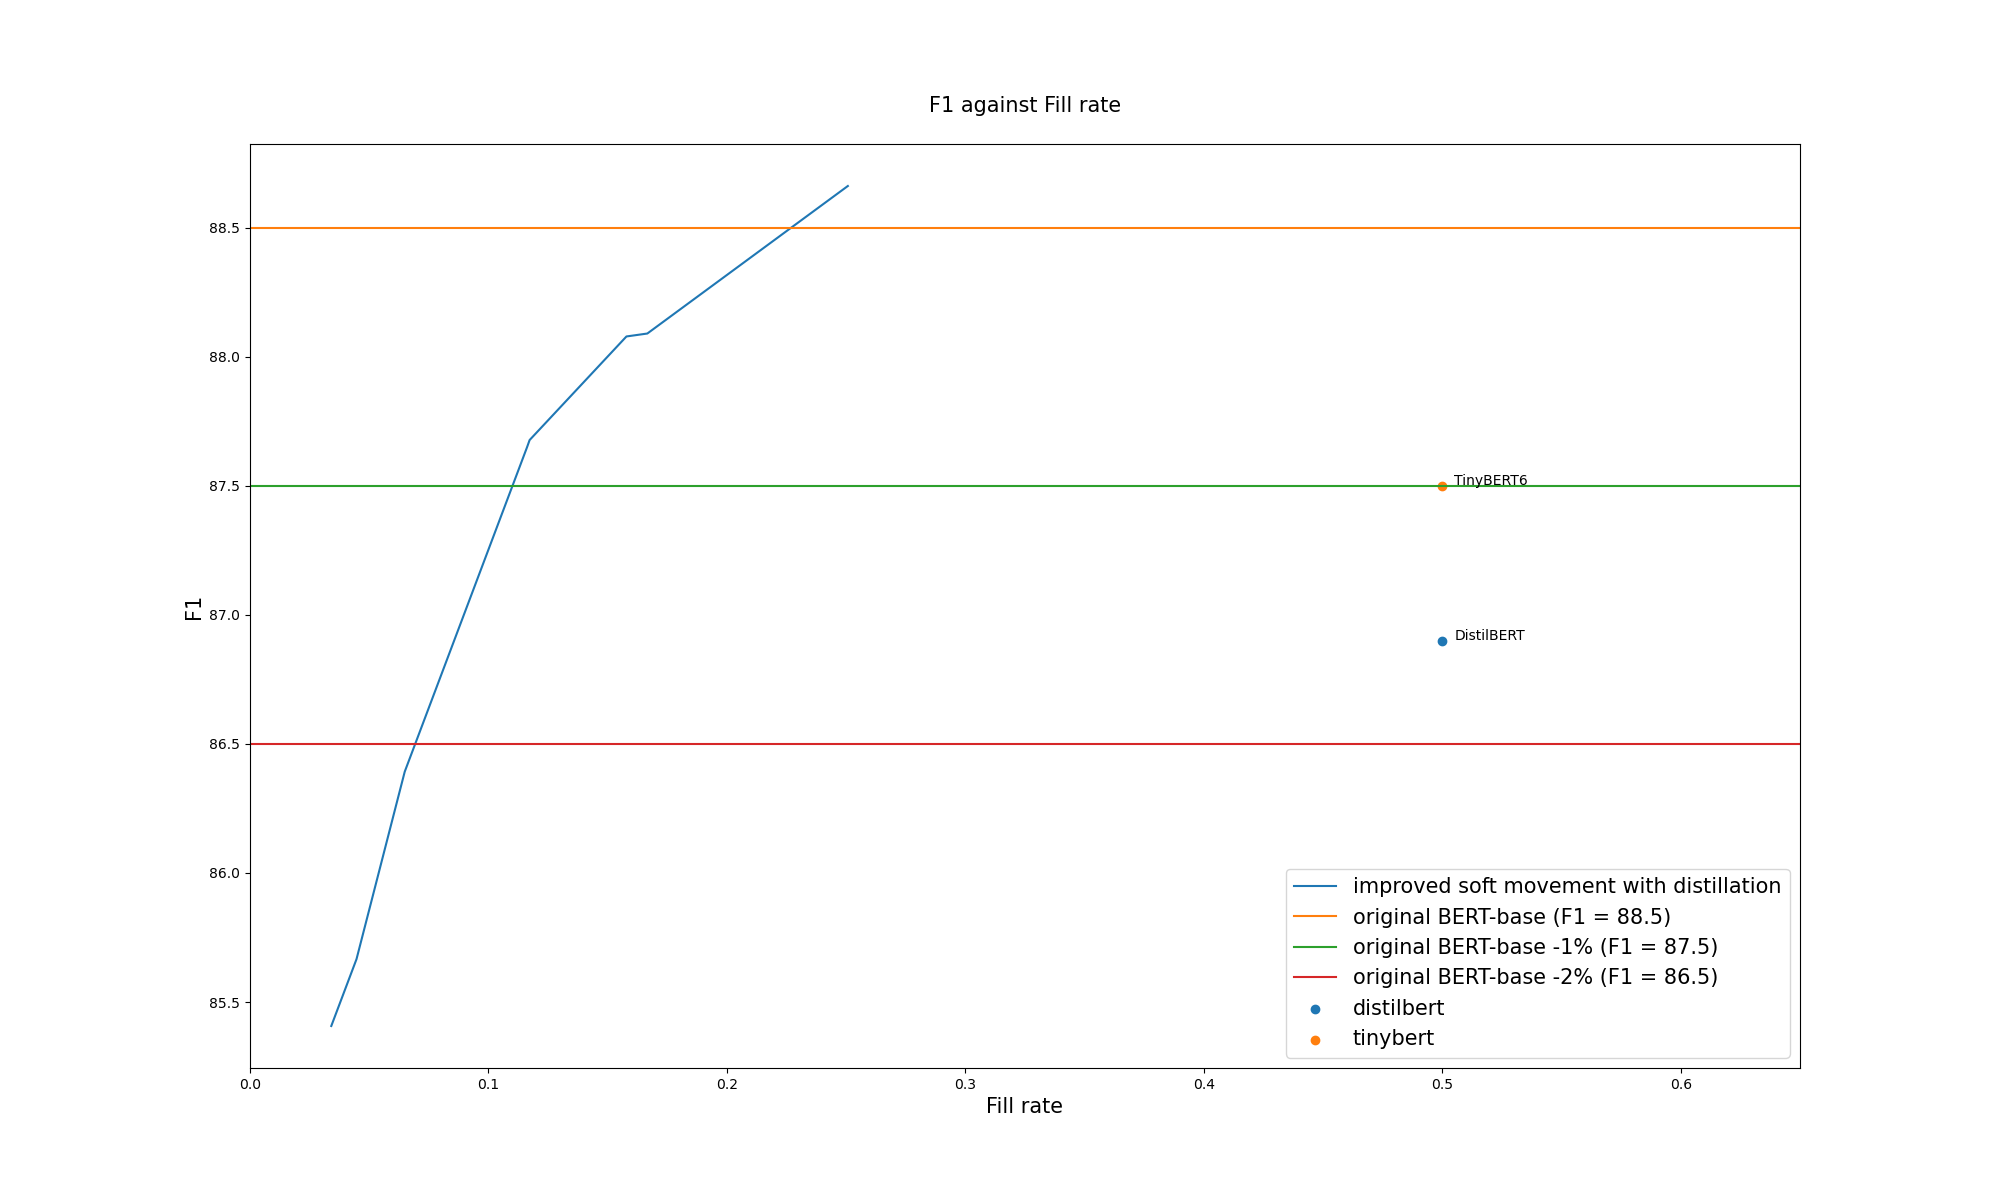 F1 against Fill rate
88.5
88.0
87.5
87.0
86.5
86.0
85.5
F1
TinyBERT6
DistilBERT
improved soft movement with distillation
original BERT-base (F1 = 88.5)
original BERT-base -1% (F1 = 87.5)
original BERT-base -2% (F1 = 86.5)
distilbert
tinybert
0.0 0.1 0.2 0.3 0.4 0.5 0.6
Fill rate